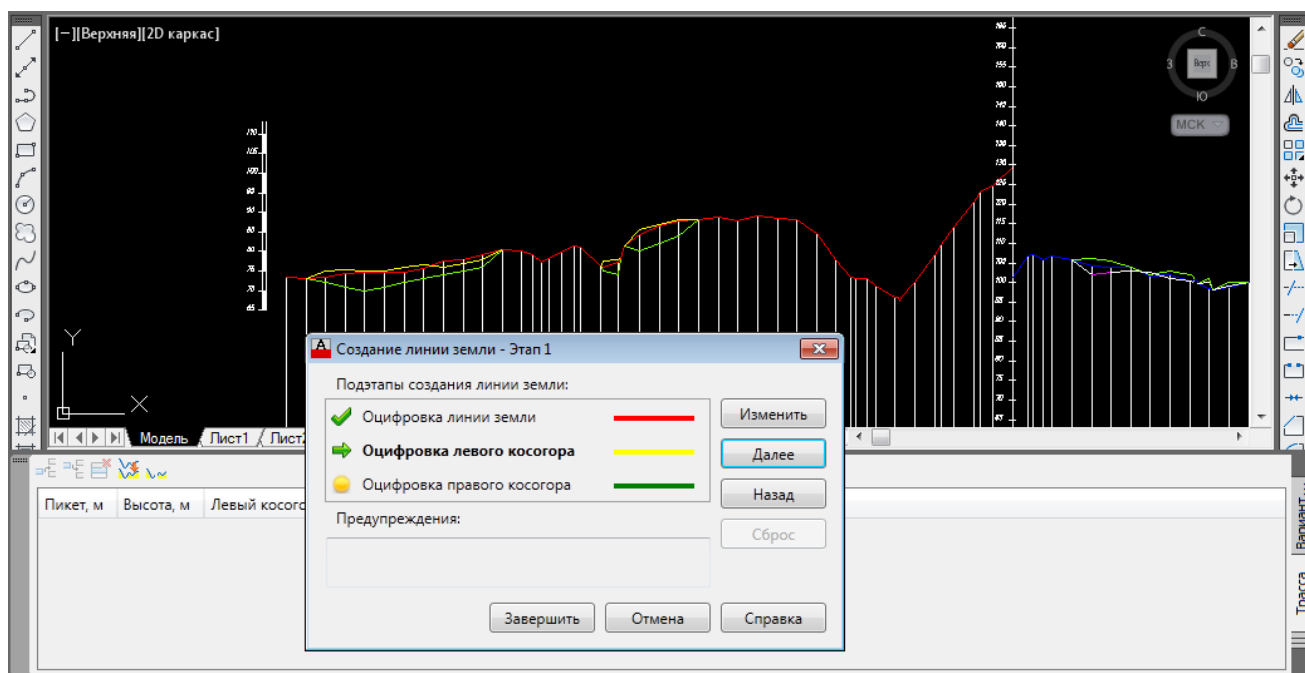 [−][Верхняя][2D каркас]
С
З
Верх
В
Ю
МСК
Y
X
Модель
Лист1
Создание линии земли - Этап 1
Подэтапы создания линии земли:
Оцифровка линии земли
Оцифровка левого косогора
Оцифровка правого косогора
Изменить
Далее
Назад
Сброс
Предупреждения:
Завершить
Отмена
Справка
Пикет, м
Высота, м
Левый косого
Вариант...
Трасса